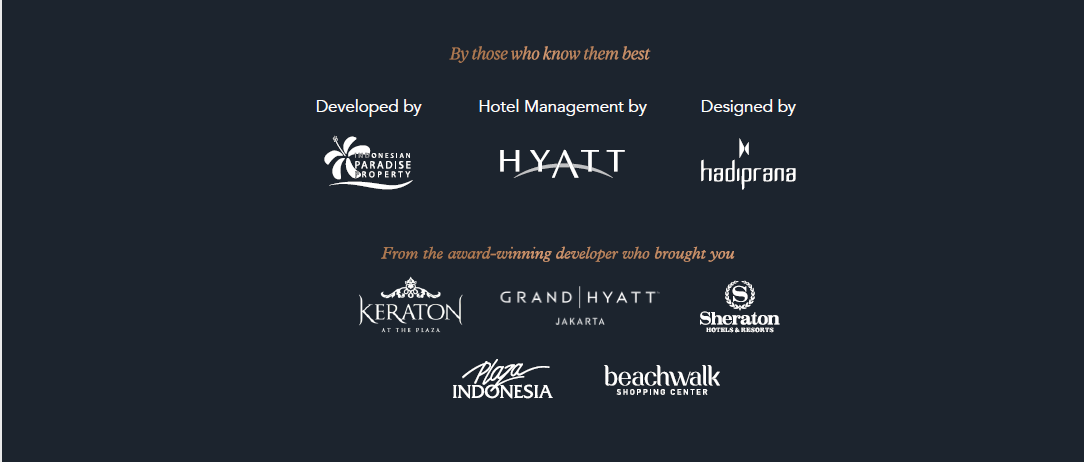 By those who know them best
Developed by
Hotel Management by
Designed by
INDONESIAN
PARADISE
PROPERTY
HYATT
hadiprana
From the award-winning developer who brought you
KERATON
AT THE PLAZA
GRAND|HYATT
JAKARTA
S
Sheraton
HOTELS & RESORTS
Plaza
INDONESIA
beachwalk
SHOPPING CENTER